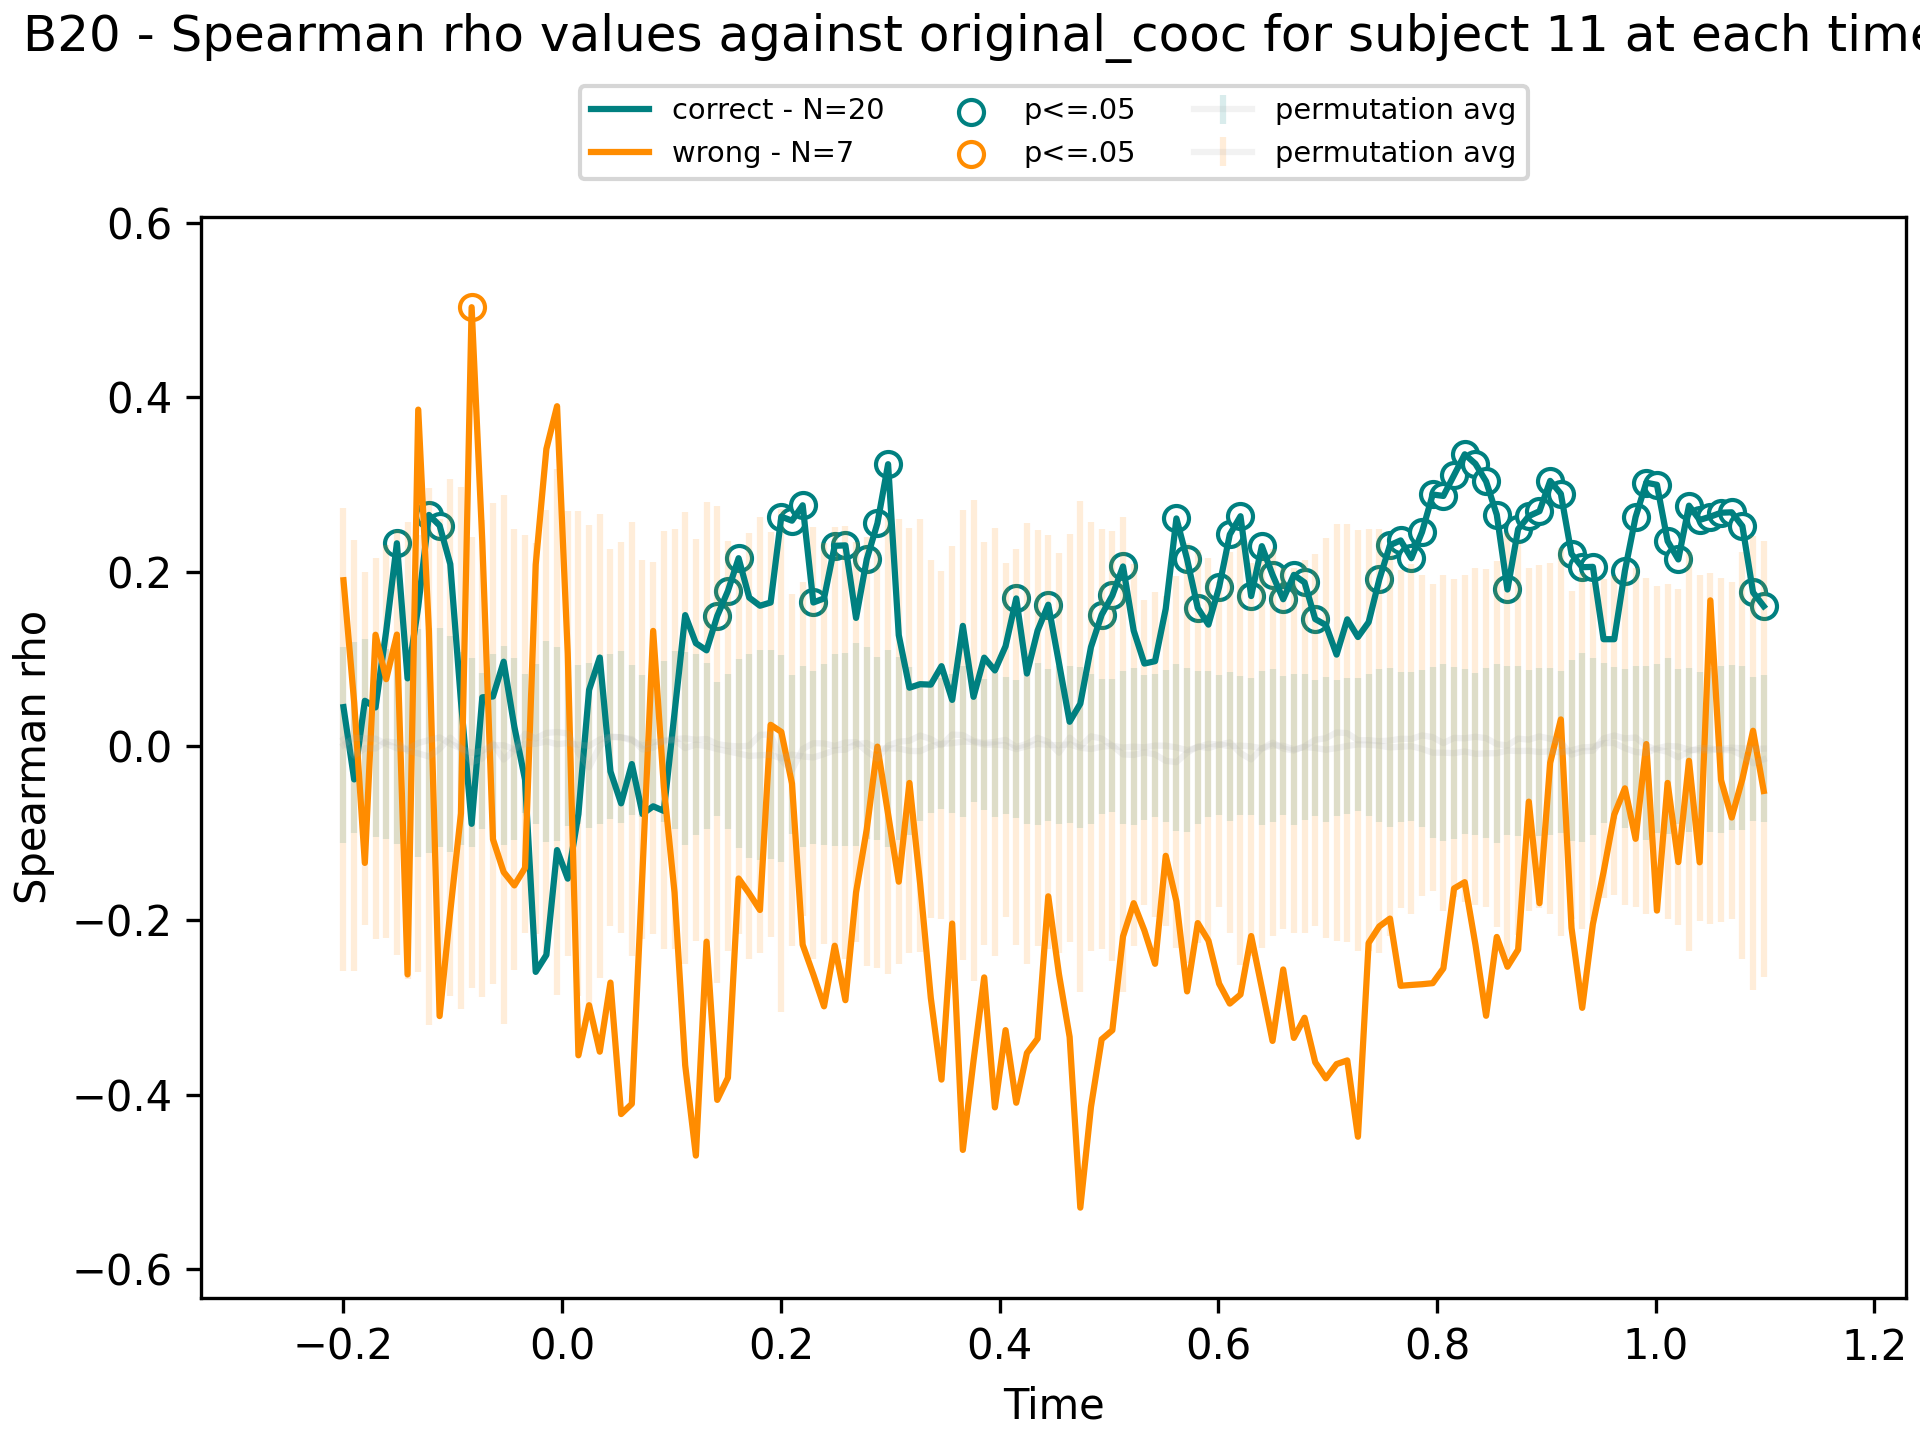 B20 - Spearman rho values against original_cooc for subject 11 at each time
correct - N=20
wrong - N=7
p<=.05
p<=.05
permutation avg
permutation avg
0.6
0.4
0.2
0.0
−0.2
−0.4
−0.6
Spearman rho
−0.2 0.0 0.2 0.4 0.6 0.8 1.0 1.2
Time